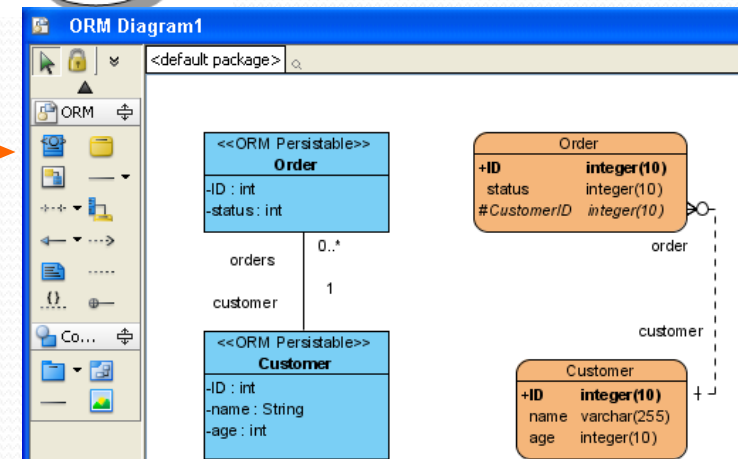 ORM Diagram1
<default package>
ORM
Co...
<<ORM Persistable>>
Order
-ID : int
-status : int
0..*
orders
1
customer
<<ORM Persistable>>
Customer
-ID : int
-name : String
-age : int
Order
+ID integer(10)
status integer(10)
#CustomerID integer(10)
order
customer
Customer
+ID integer(10)
name varchar(255)
age integer(10)